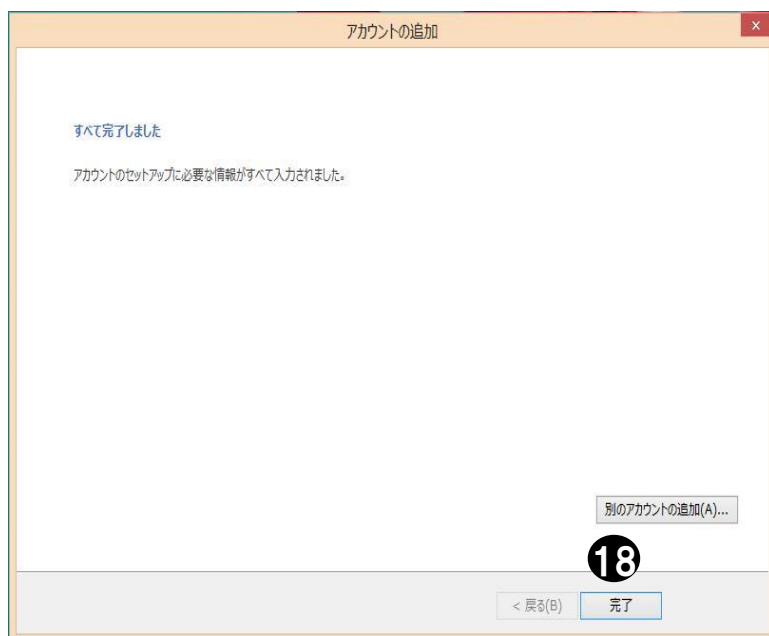 アカウントの追加
x
すべて完了しました
アカウントのセットアップに必要な情報がすべて入力されました。
別のアカウントの追加(A)...
18
< 戻る(B)
完了